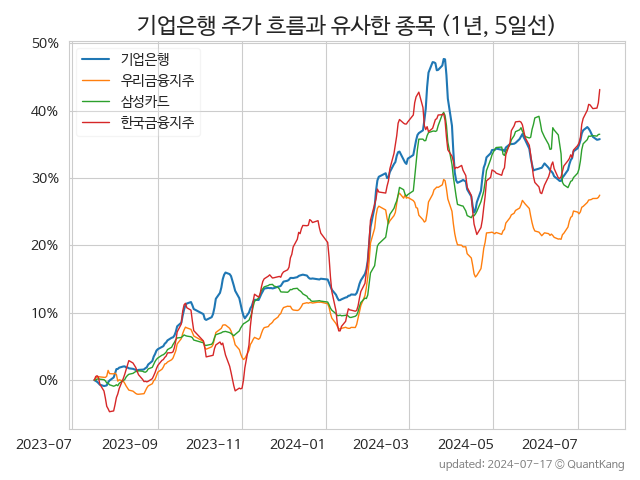 기업은행 주가 흐름과 유사한 종목 (1년, 5일선)
기업은행
우리금융지주
삼성카드
한국금융지주
50%
40%
30%
20%
10%
0%
2023-07 2023-09 2023-11 2024-01 2024-03 2024-05 2024-07
updated: 2024-07-17 © QuantKang